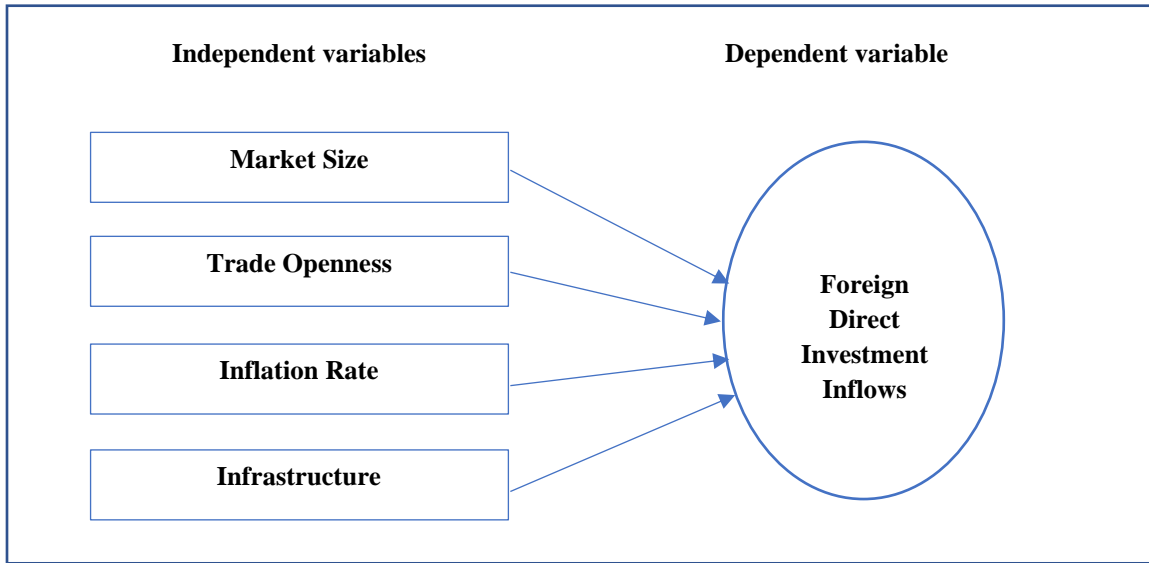 Independent variables
Dependent variable
Market Size
Trade Openness
Inflation Rate
Infrastructure
Foreign
Direct
Investment
Inflows